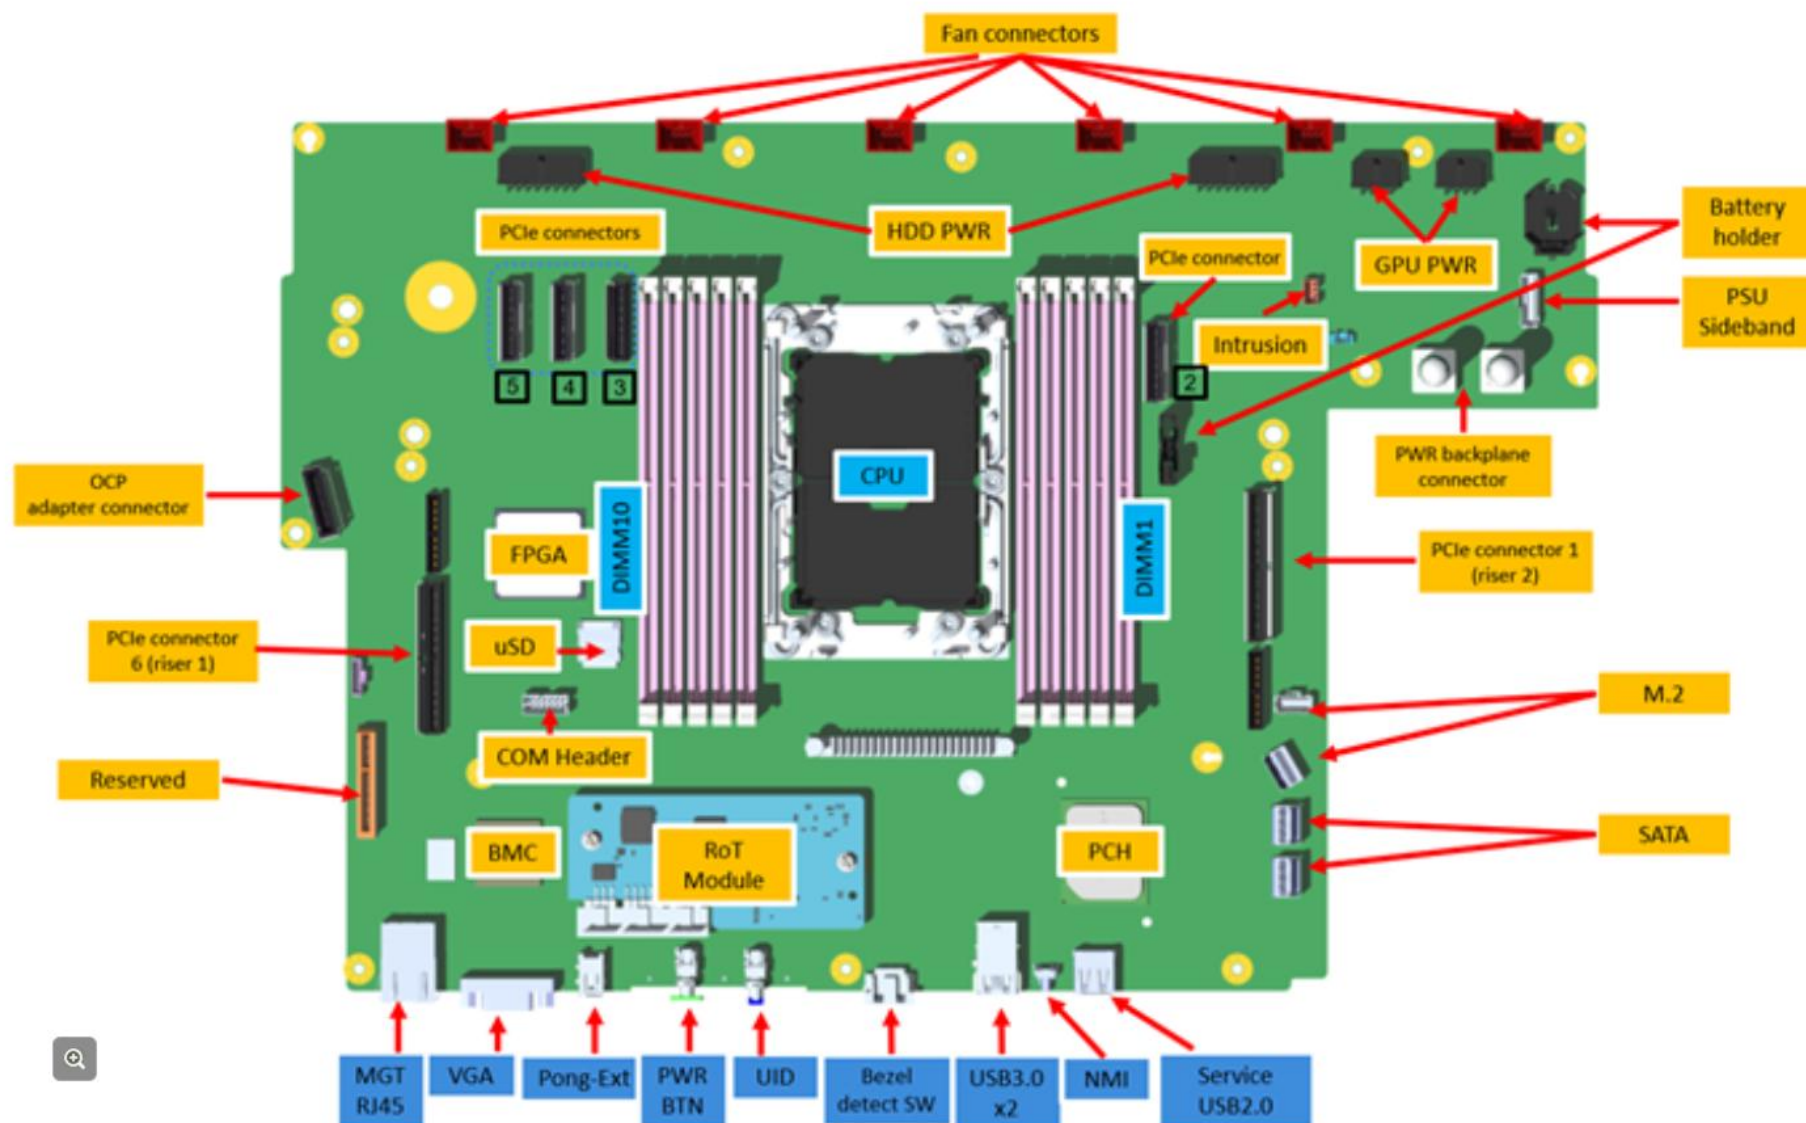 Fan connectors
HDD PWR
PCIe connectors
PCIe connector
GPU PWR
Battery
holder
PSU
Sideband
Intrusion
5
4
3
2
PWR backplane
connector
OCP
adapter connector
CPU
DIMM10
DIMM1
FPGA
PCIe connector 1
(riser 2)
PCIe connector
6 (riser 1)
uSD
M.2
COM Header
Reserved
SATA
BMC
RoT
Module
PCH
MGT
RJ45
VGA
Pong-Ext
PWR
BTN
UID
Bezel
detect SW
USB3.0
x2
NMI
Service
USB2.0